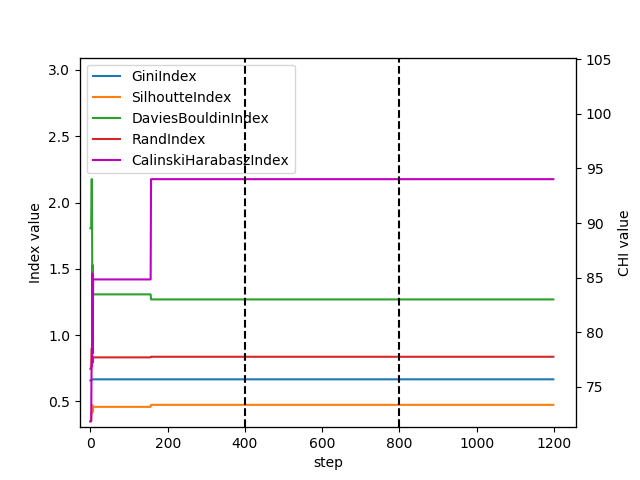 GiniIndex
SilhoutteIndex
DaviesBouldinIndex
RandIndex
CalinskiHarabaszIndex
3.0
2.5
2.0
1.5
1.0
0.5
Index value
105
100
95
90
85
80
75
CHI value
0 200 400 600 800 1000 1200
step